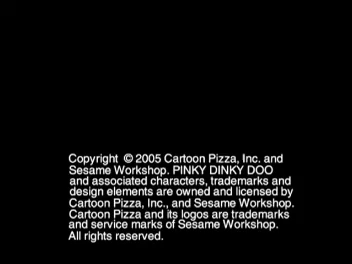 Copyright © 2005 Cartoon Pizza, Inc. and
Sesame Workshop. PINKY DINKY DOO
and associated characters, trademarks and
design elements are owned and licensed by
Cartoon Pizza, Inc., and Sesame Workshop.
Cartoon Pizza and its logos are trademarks
and service marks of Sesame Workshop.
All rights reserved.